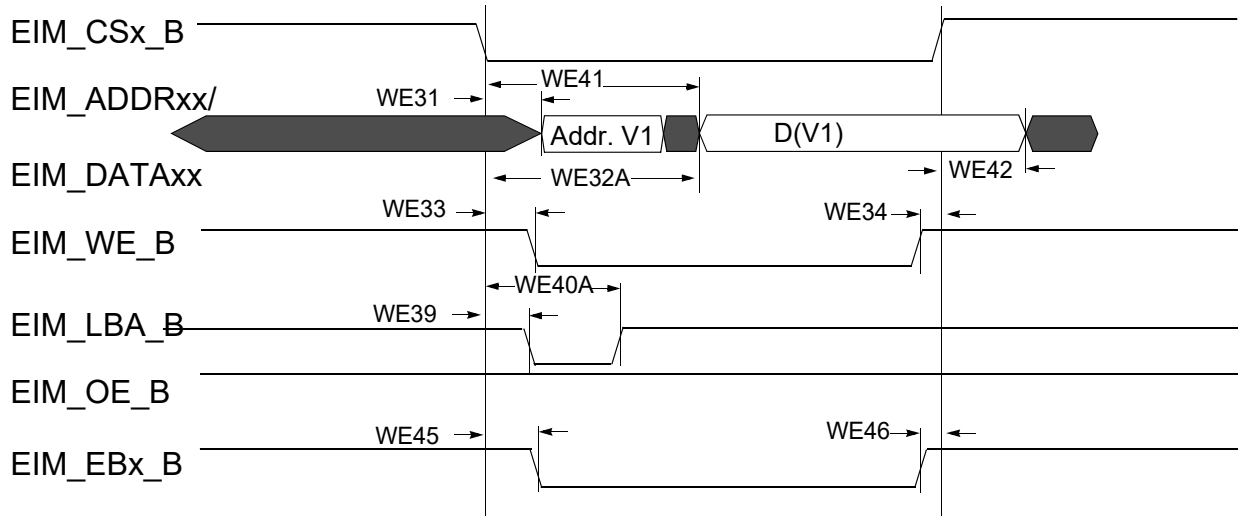 EIM_CSx_B
WE41
EIM_ADDRxx/
WE31
Addr. V1
D(V1)
EIM_DATAxx
WE32A
WE42
WE33
WE34
EIM_WE_B
WE40A
WE39
EIM_LBA_B
EIM_OE_B
WE45
WE46
EIM_EBx_B